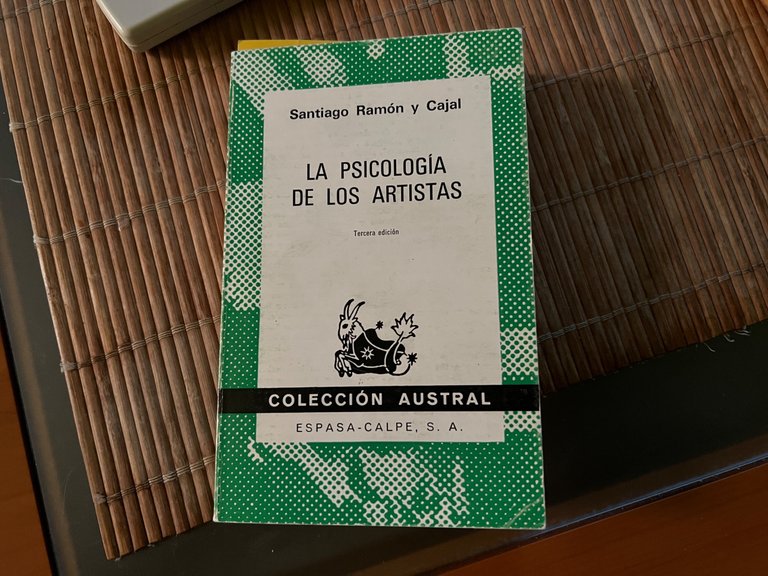 Santiago Ramón y Cajal
LA PSICOLOGÍA
DE LOS ARTISTAS
Tercera edición
COLECCIÓN AUSTRAL
ESPASA-CALPE, S. A.